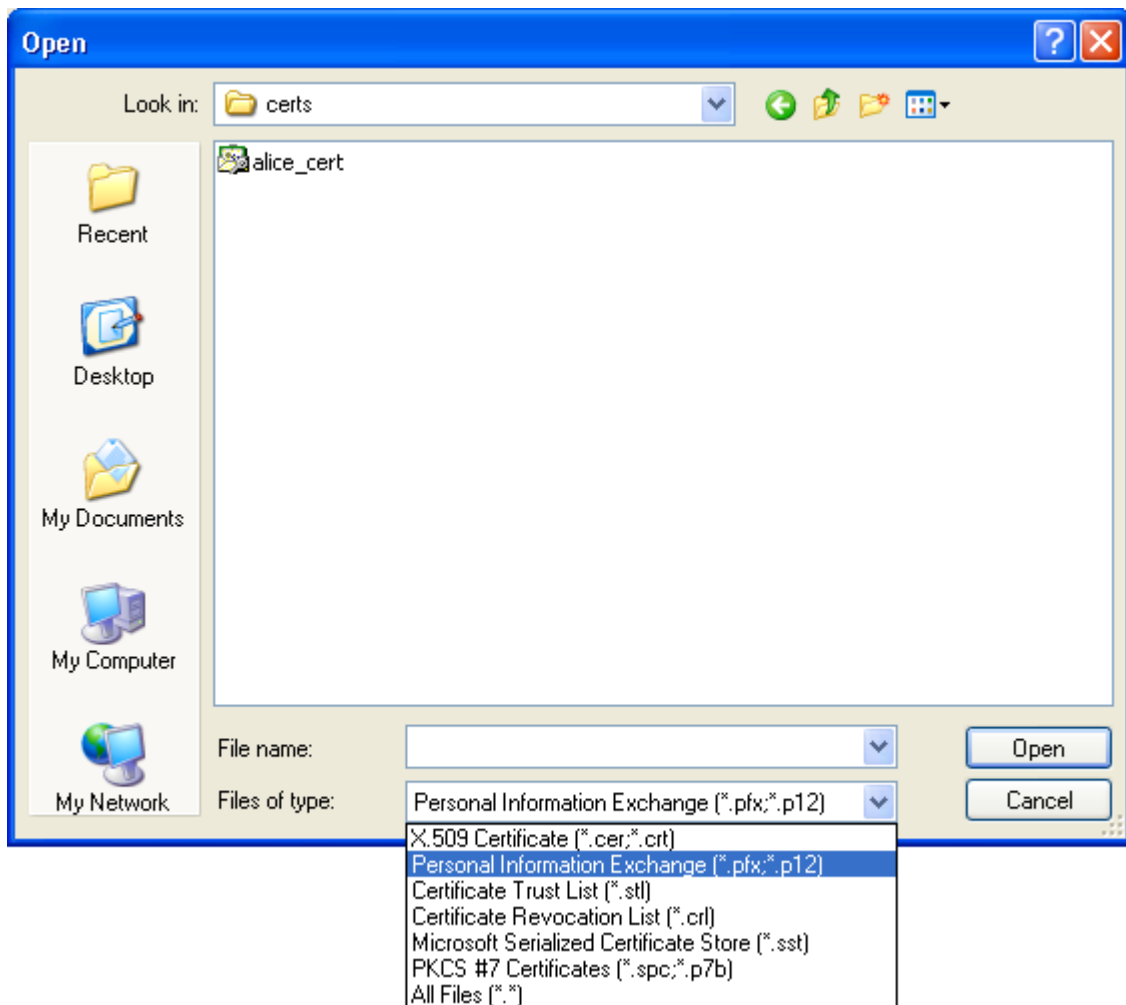 Open
Look in: certs
alice_cert
Recent
Desktop
My Documents
My Computer
My Network
File name: Open
Files of type: Personal Information Exchange (*.pfx;*.p12) Cancel
X.509 Certificate (*.cer;*.crt)
Personal Information Exchange (*.pfx;*.p12)
Certificate Trust List (*.stl)
Certificate Revocation List (*.crl)
Microsoft Serialized Certificate Store (*.sst)
PKCS #7 Certificates (*.spc;*.p7b)
All Files (*.*)